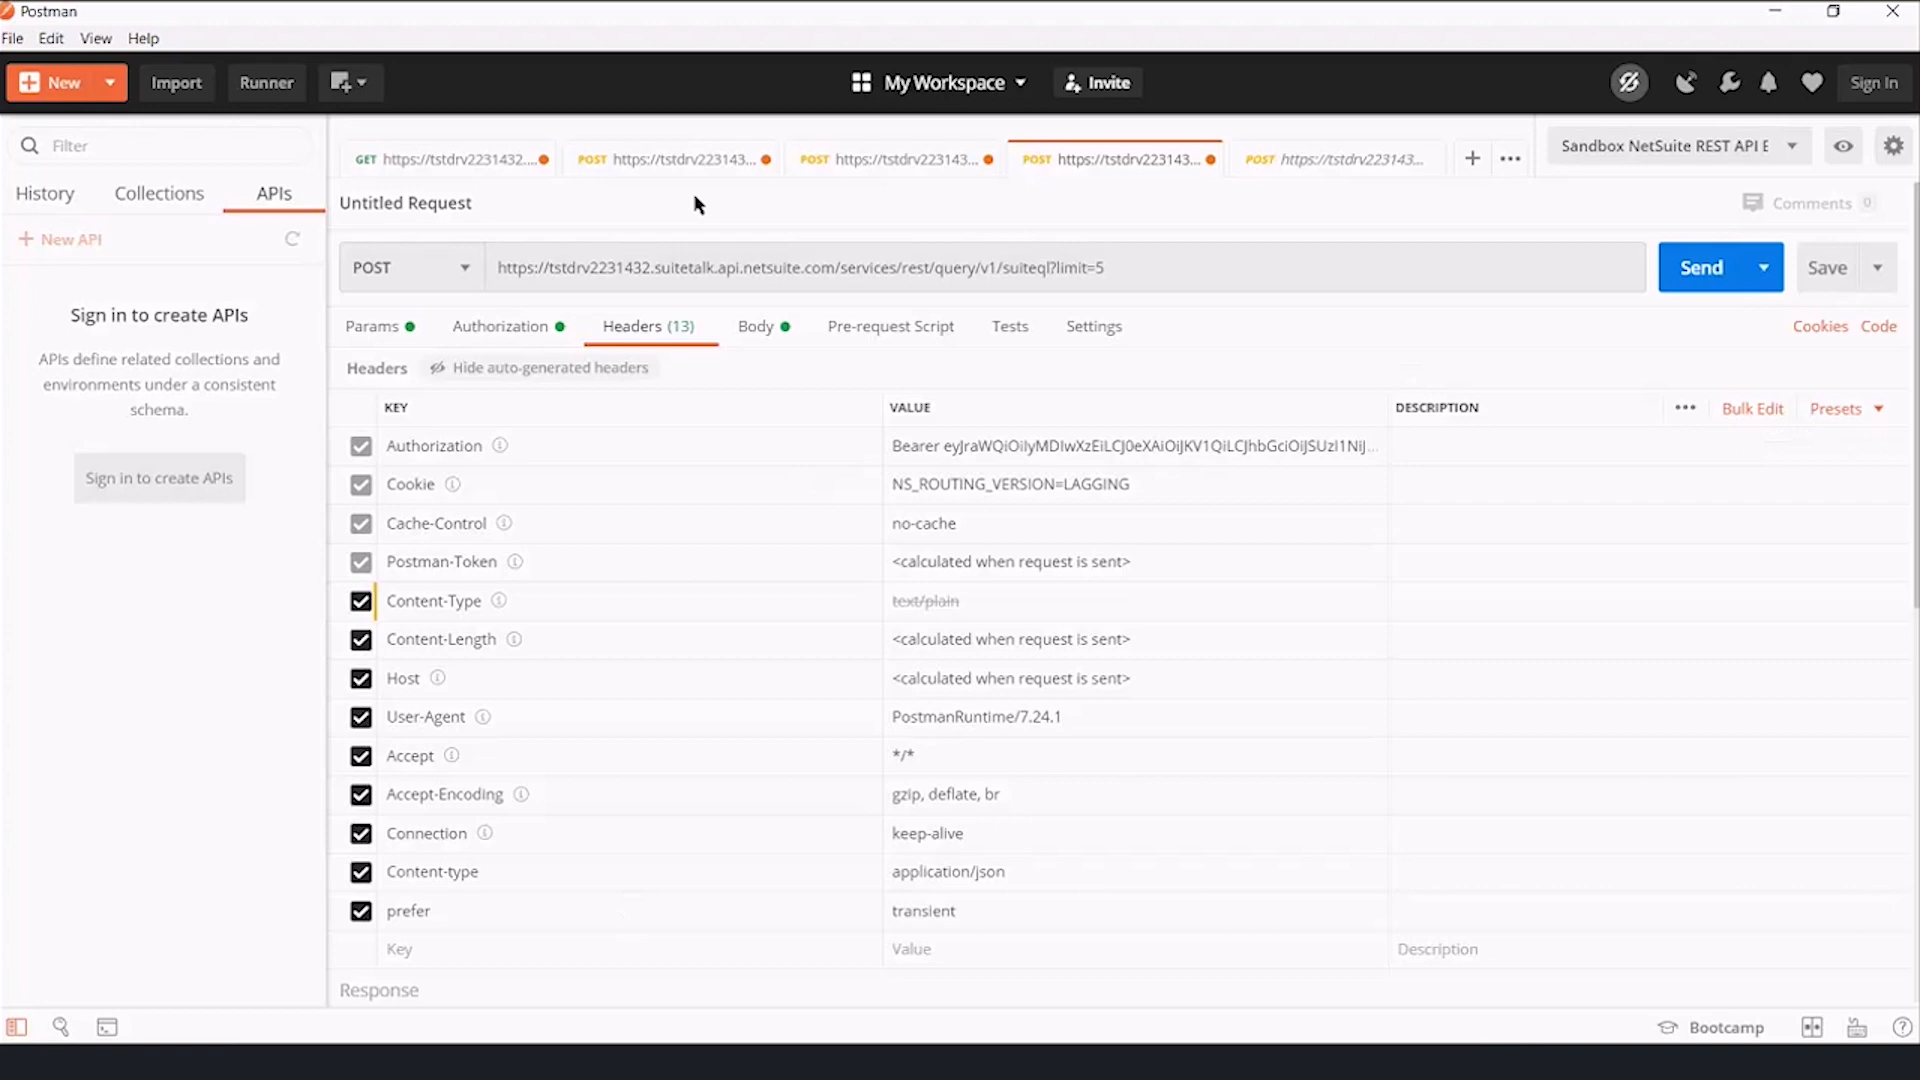 Postman
File Edit View Help
New Import Runner My Workspace Invite Sign In
Filter
GET https://tstdrv2231432.... POST https://tstdrv223143... POST https://tstdrv223143... POST https://tstdrv223143... POST https://tstdrv223143... Sandbox NetSuite REST API E
History Collections APIs
Untitled Request Comments 0
New API
POST https://tstdrv2231432.suitetalk.api.netsuite.com/services/rest/query/v1/suiteql?limit=5 Send Save
Sign in to create APIs
APIs define related collections and
environments under a consistent
schema.
Sign in to create APIs
Params Authorization Headers (13) Body Pre-request Script Tests Settings Cookies Code
Headers Hide auto-generated headers
KEY VALUE DESCRIPTION Bulk Edit Presets
Authorization Bearer eyJraWQiOiIyMDIwXzEiLCJ0eXAiOiJKV1QiLCJhbGciOiJSUzI1NiJ...
Cookie NS_ROUTING_VERSION=LAGGING
Cache-Control no-cache
Postman-Token <calculated when request is sent>
Content-Type text/plain
Content-Length <calculated when request is sent>
Host <calculated when request is sent>
User-Agent PostmanRuntime/7.24.1
Accept */*
Accept-Encoding gzip, deflate, br
Connection keep-alive
Content-type application/json
prefer transient
Key Value Description
Response
Bootcamp